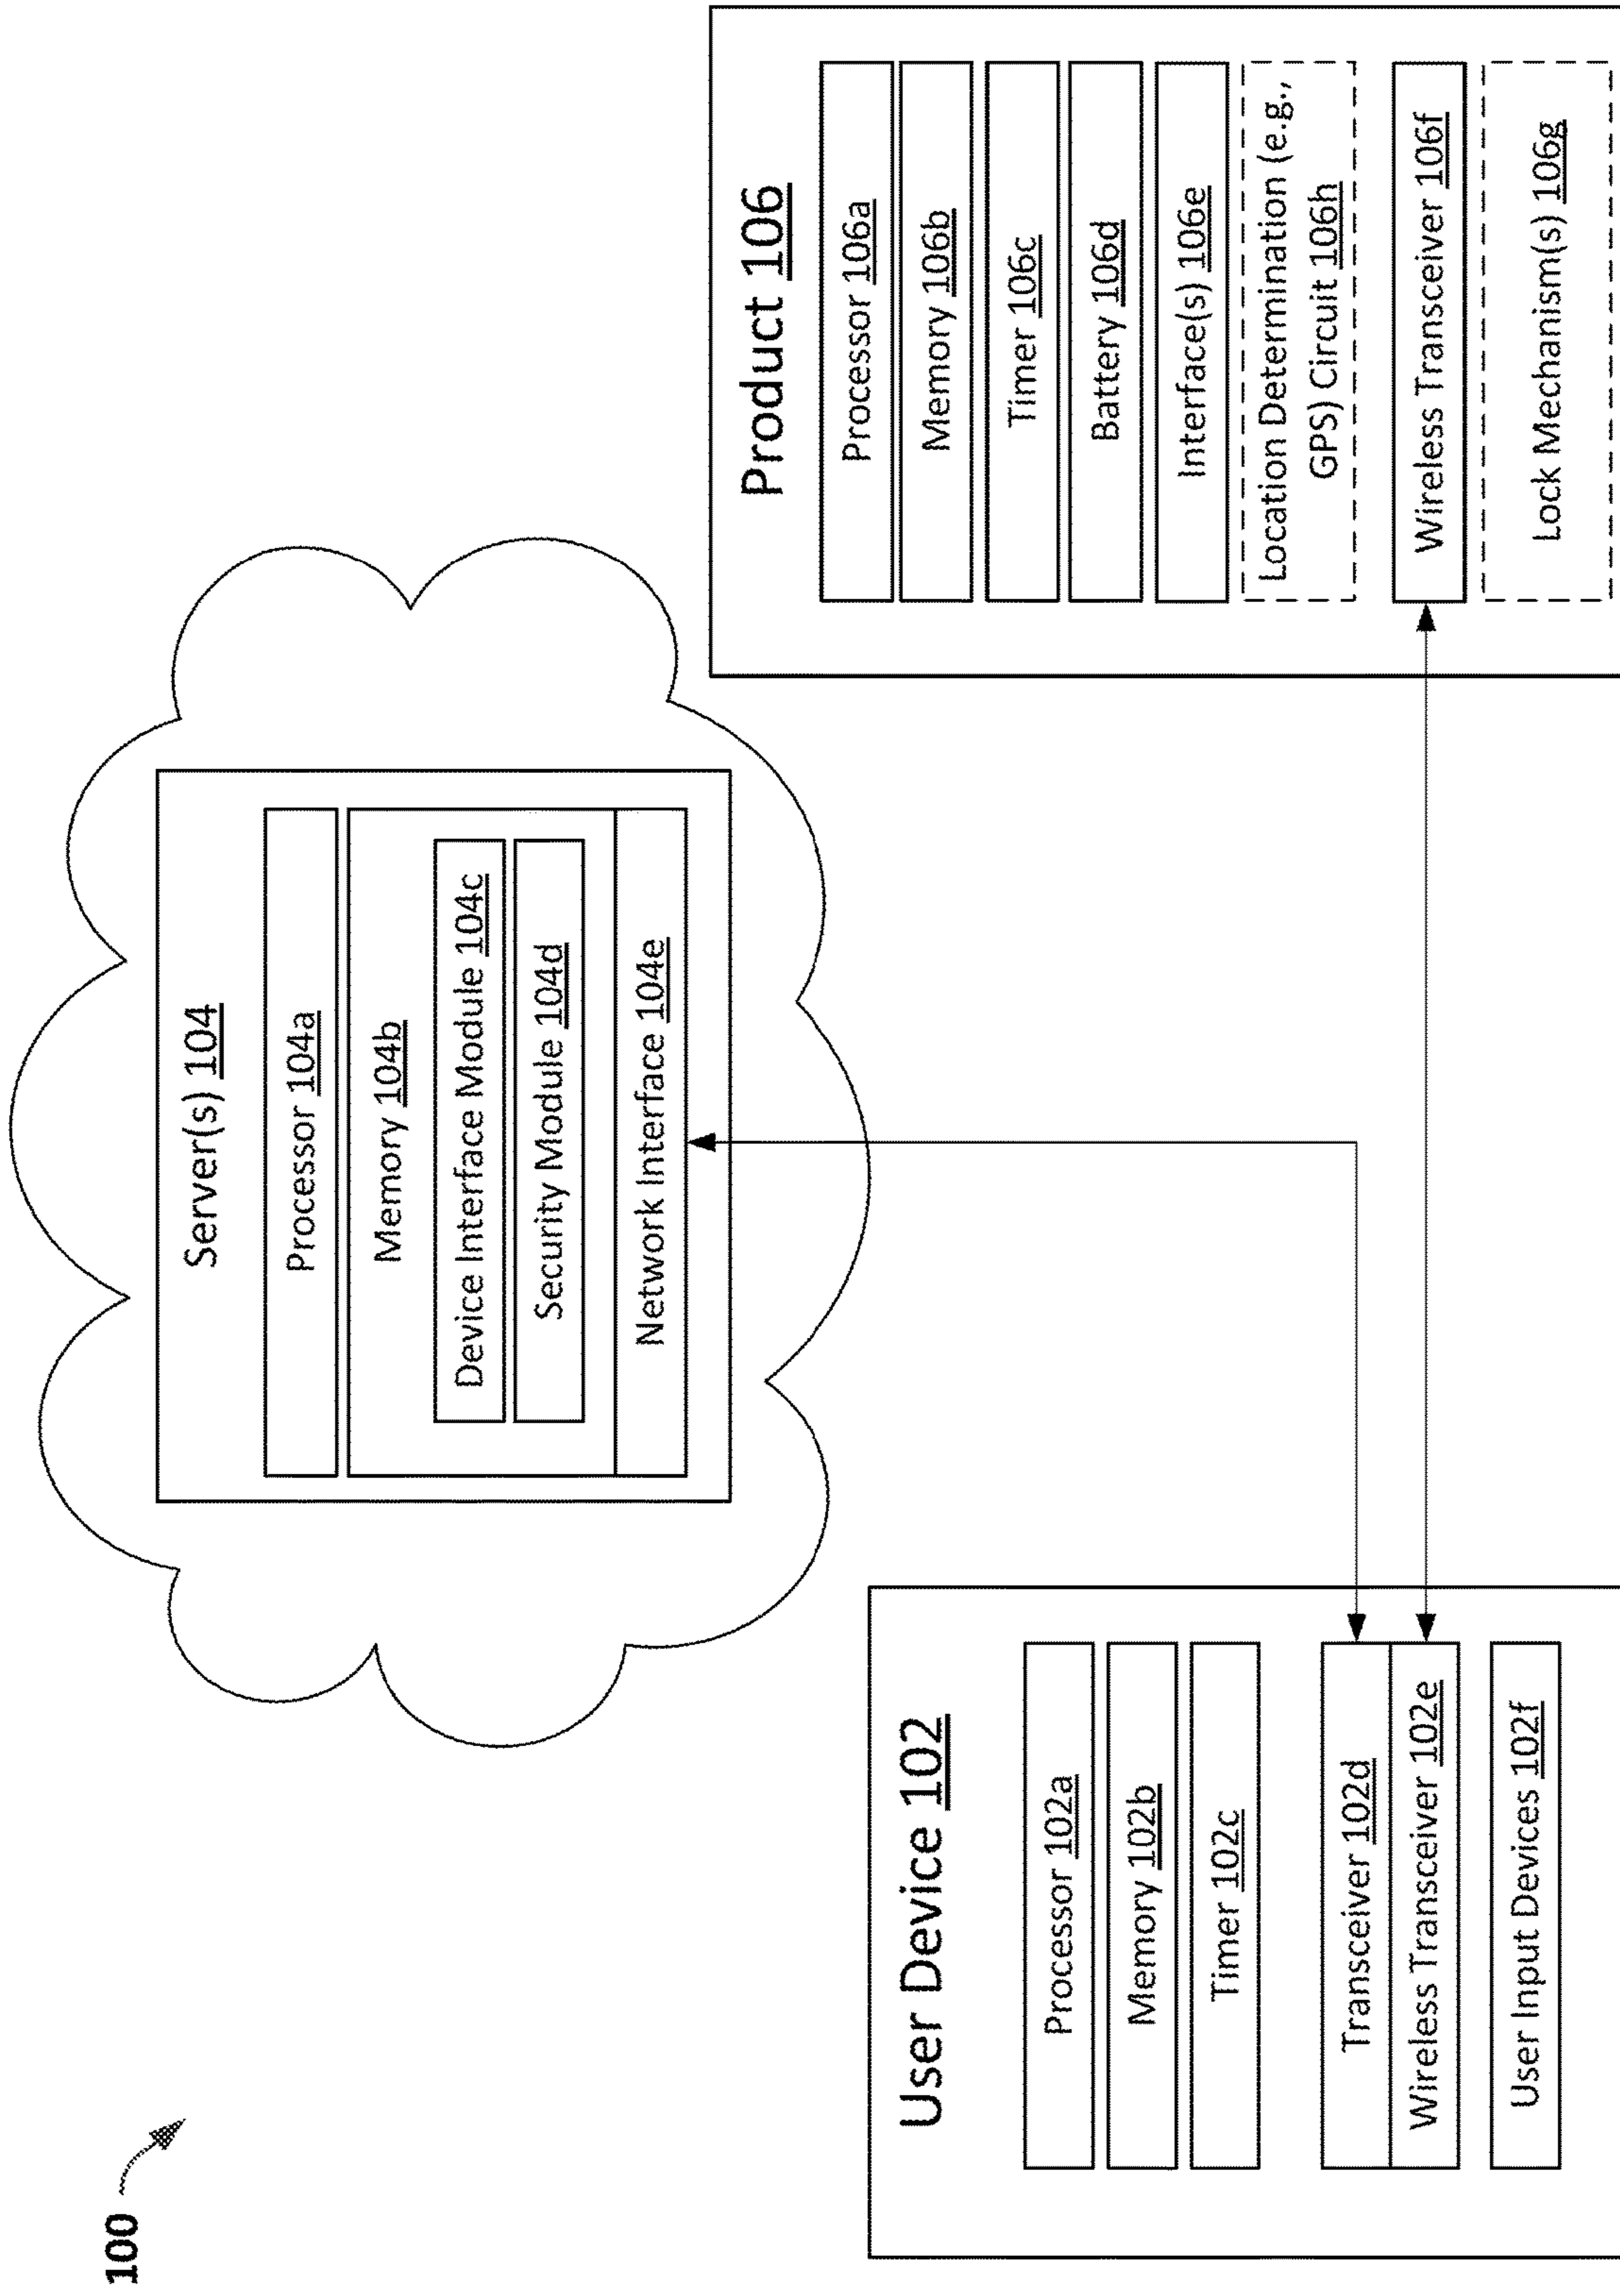 100
Server(s) 104
Processor 104a
Memory 104b
Device Interface Module 104c
Security Module 104d
Network Interface 104e
User Device 102
Processor 102a
Memory 102b
Timer 102c
Transceiver 102d
Wireless Transceiver 102e
User Input Devices 102f
Product 106
Processor 106a
Memory 106b
Timer 106c
Battery 106d
Interface(s) 106e
Location Determination (e.g.,
GPS) Circuit 106h
Wireless Transceiver 106f
Lock Mechanism(s) 106g